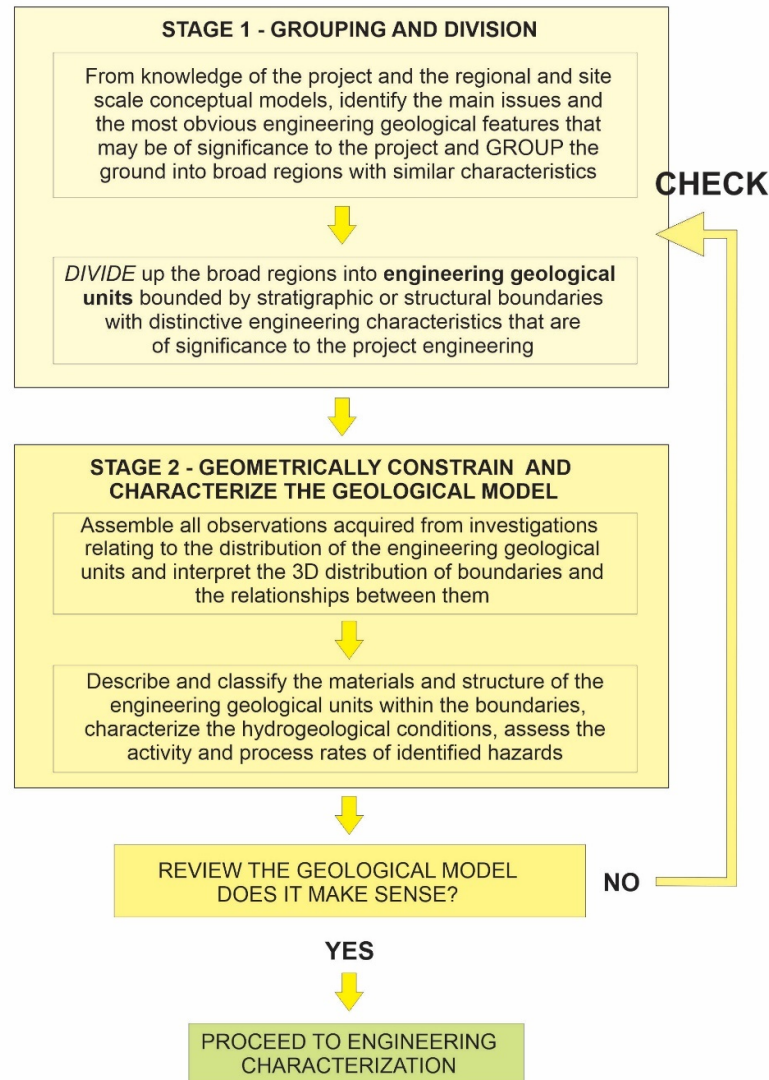 STAGE 1 - GROUPING AND DIVISION
From knowledge of the project and the regional and site
scale conceptual models, identify the main issues and
the most obvious engineering geological features that
may be of significance to the project and GROUP the
ground into broad regions with similar characteristics
CHECK
DIVIDE up the broad regions into engineering geological
units bounded by stratigraphic or structural boundaries
with distinctive engineering characteristics that are
of significance to the project engineering
STAGE 2 - GEOMETRICALLY CONSTRAIN AND
CHARACTERIZE THE GEOLOGICAL MODEL
Assemble all observations acquired from investigations
relating to the distribution of the engineering geological
units and interpret the 3D distribution of boundaries and
the relationships between them
Describe and classify the materials and structure of the
engineering geological units within the boundaries,
characterize the hydrogeological conditions, assess the
activity and process rates of identified hazards
REVIEW THE GEOLOGICAL MODEL
DOES IT MAKE SENSE?
NO
YES
PROCEED TO ENGINEERING
CHARACTERIZATION